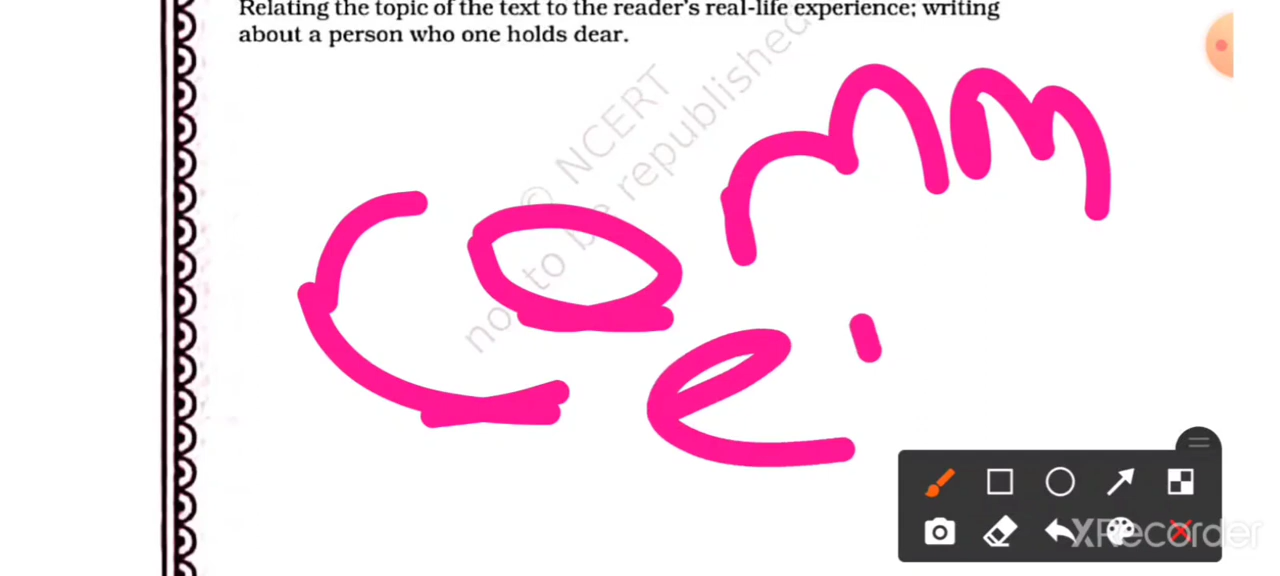 Relating the topic of the text to the reader's real-life experience; writing
about a person who one holds dear.
© NCERT
not to be republished
Comm
e
XRecorder